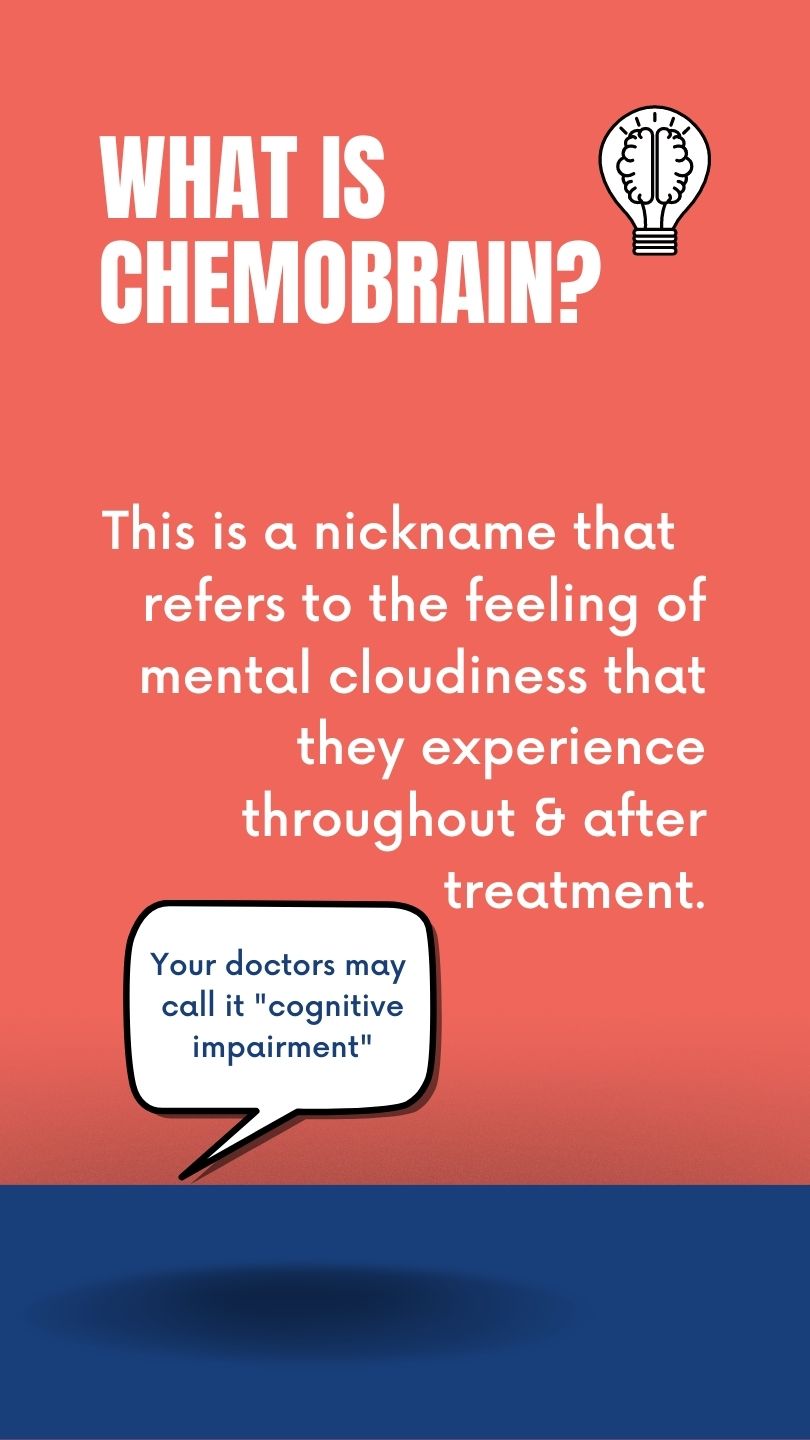 WHAT IS
CHEMOBRAIN?
This is a nickname that
refers to the feeling of
mental cloudiness that
they experience
throughout & after
treatment.
Your doctors may
call it "cognitive
impairment"